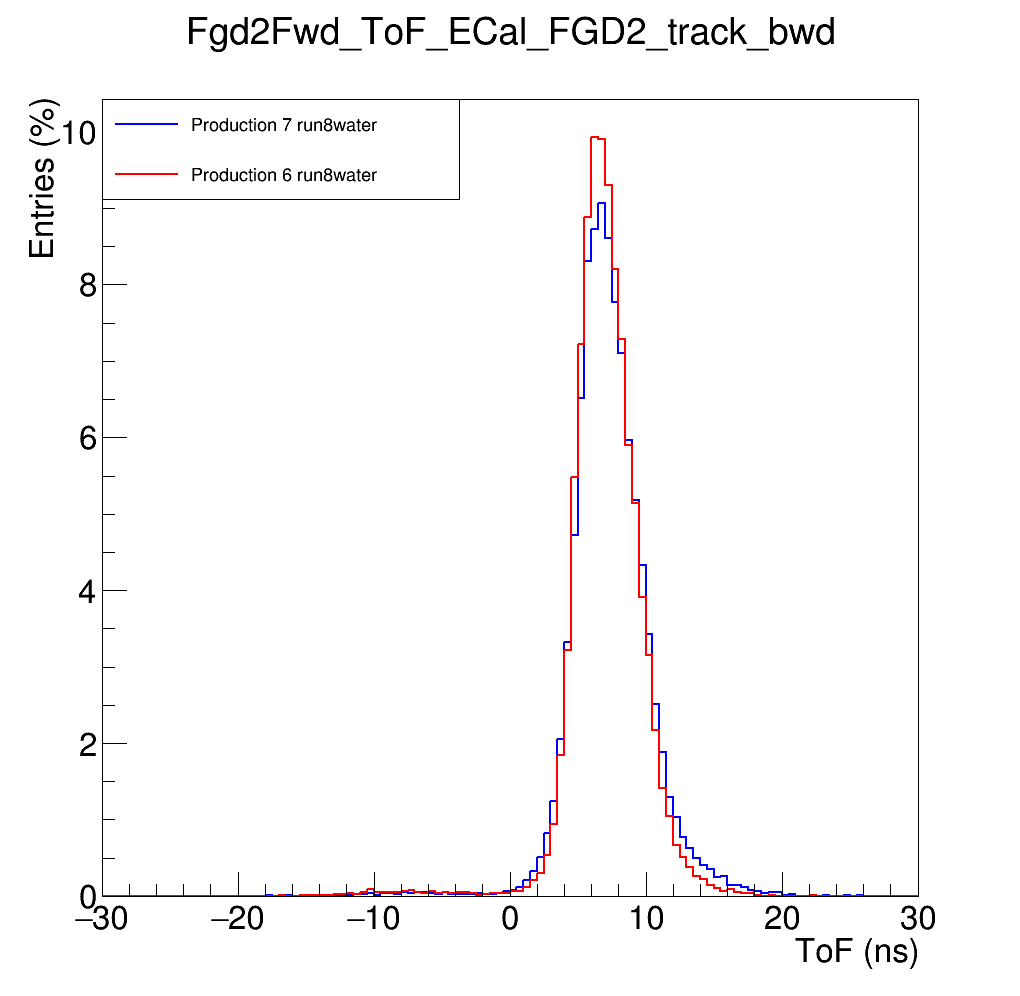 Fgd2Fwd_ToF_ECal_FGD2_track_bwd
Entries (%)
Production 7 run8water
Production 6 run8water
10
8
6
4
2
0
−30 −20 −10 0 10 20 30
ToF (ns)